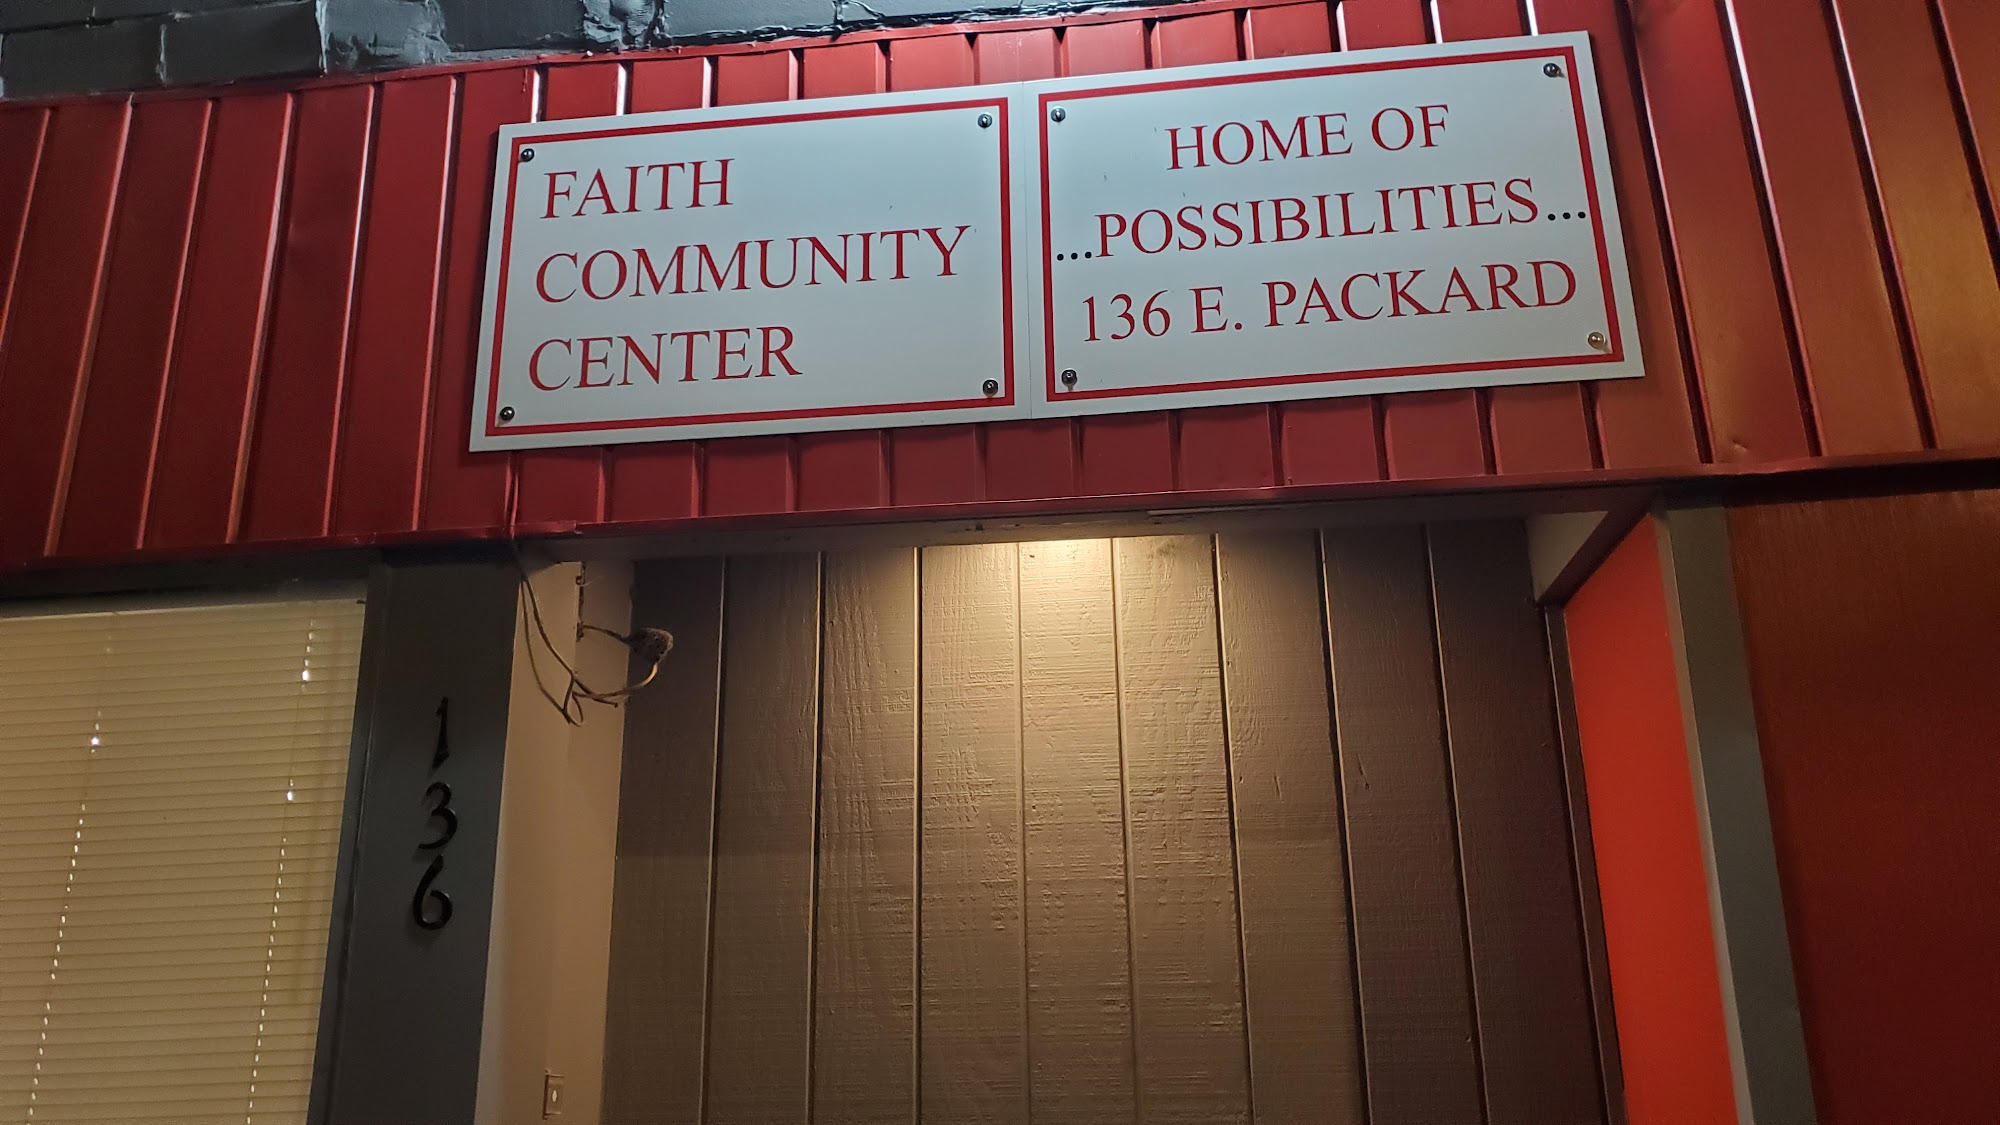 FAITH
COMMUNITY
CENTER
HOME OF
...POSSIBILITIES...
136 E. PACKARD
136